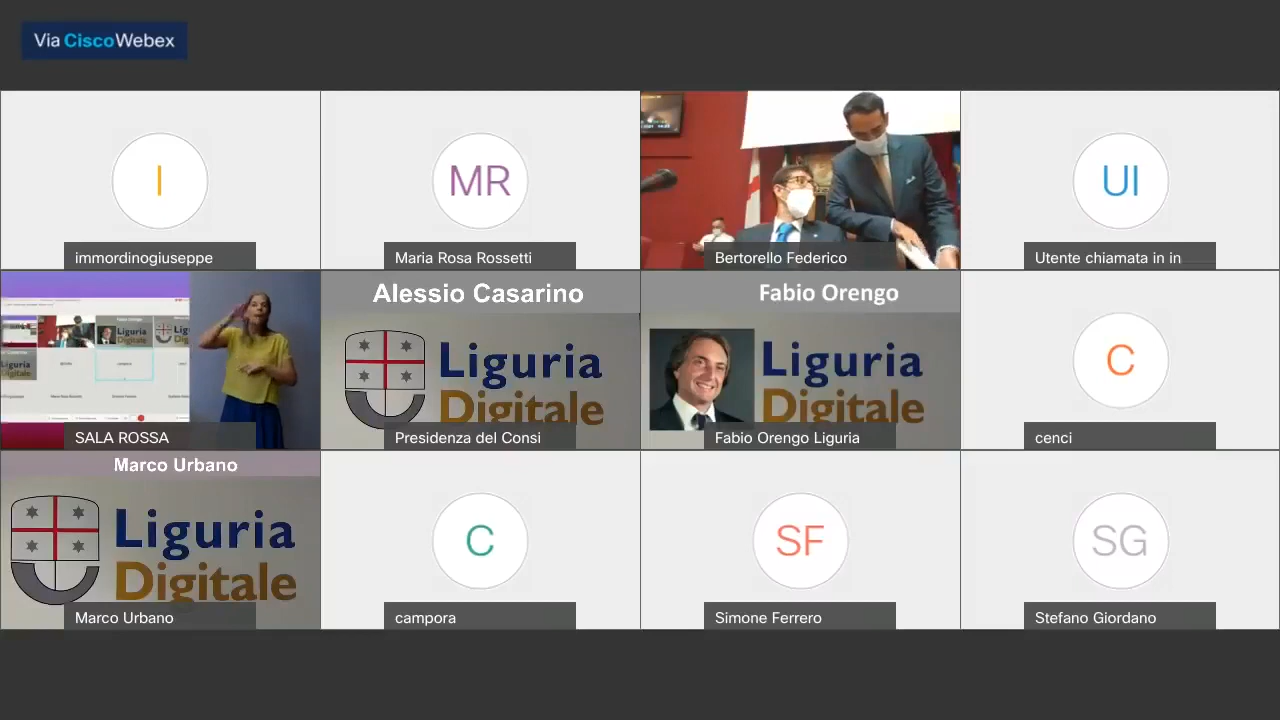 Via CiscoWebex
I
MR
UI
immordinogiuseppe
Maria Rosa Rossetti
Bertorello Federico
Utente chiamata in in
Alessio Casarino
Fabio Orengo
Liguria
Digitale
Liguria
Digitale
C
SALA ROSSA
Presidenza del Consi
Fabio Orengo Liguria
cenci
Marco Urbano
Liguria
Digitale
C
SF
SG
Marco Urbano
campora
Simone Ferrero
Stefano Giordano